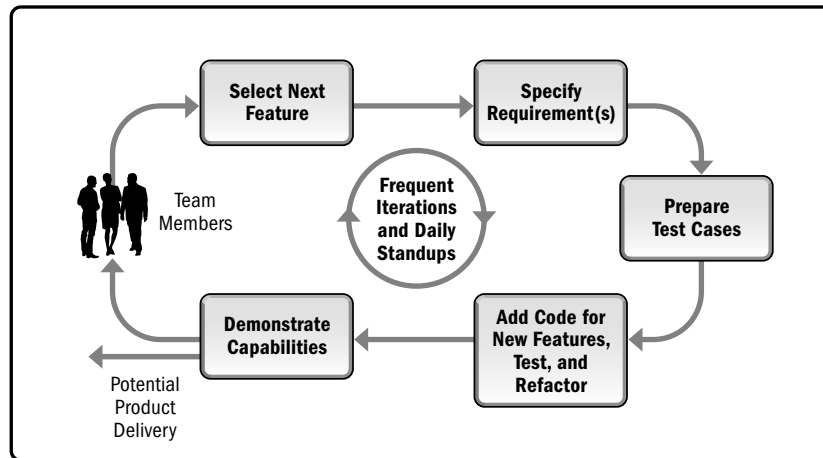 Select Next
Feature
Specify
Requirement(s)
Team
Members
Frequent
Iterations
and Daily
Standups
Prepare
Test Cases
Demonstrate
Capabilities
Add Code for
New Features,
Test, and
Refactor
Potential
Product
Delivery